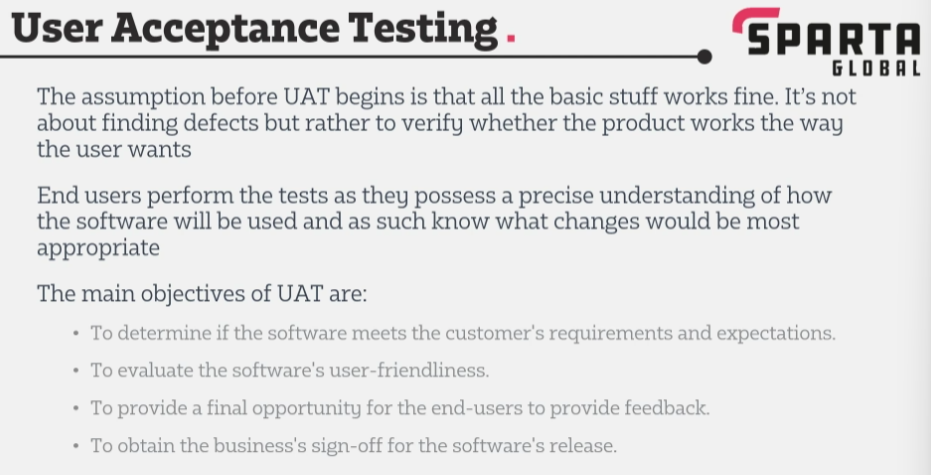 User Acceptance Testing.
SPARTA
GLOBAL
The assumption before UAT begins is that all the basic stuff works fine. It's not
about finding defects but rather to verify whether the product works the way
the user wants
End users perform the tests as they possess a precise understanding of how
the software will be used and as such know what changes would be most
appropriate
The main objectives of UAT are:
• To determine if the software meets the customer's requirements and expectations.
• To evaluate the software's user-friendliness.
• To provide a final opportunity for the end-users to provide feedback.
• To obtain the business's sign-off for the software's release.